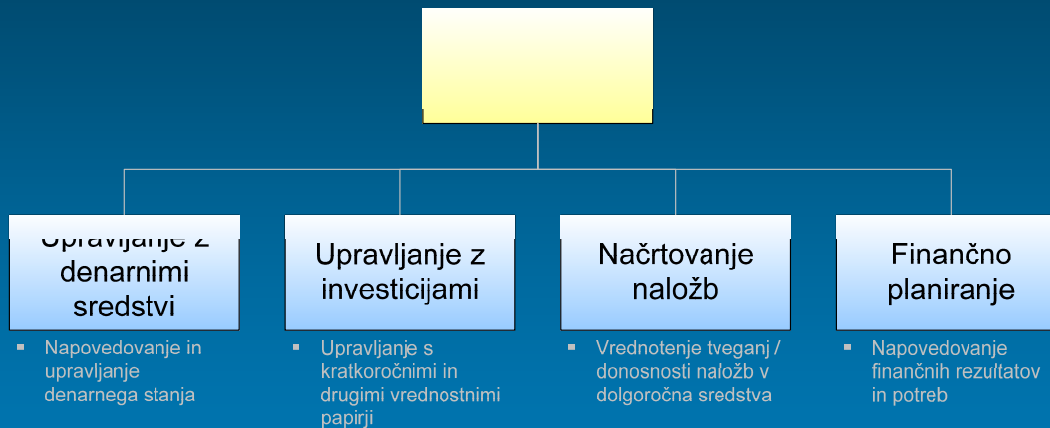 Upravljanje z
denarnimi
sredstvi
▪ Napovedovanje in
upravljanje
denarnega stanja
Upravljanje z
investicijami
▪ Upravljanje s
kratkoročnimi in
drugimi vrednostnimi
papirji
Načrtovanje
naložb
▪ Vrednotenje tveganj /
donosnosti naložb v
dolgoročna sredstva
Finančno
planiranje
▪ Napovedovanje
finančnih rezultatov
in potreb